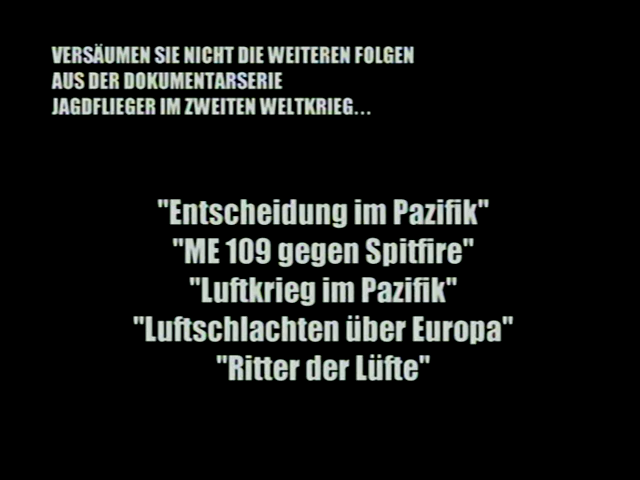 VERSÄUMEN SIE NICHT DIE WEITEREN FOLGEN
AUS DER DOKUMENTARSERIE
JAGDFLIEGER IM ZWEITEN WELTKRIEG...
"Entscheidung im Pazifik"
"ME 109 gegen Spitfire"
"Luftkrieg im Pazifik"
"Luftschlachten über Europa"
"Ritter der Lüfte"